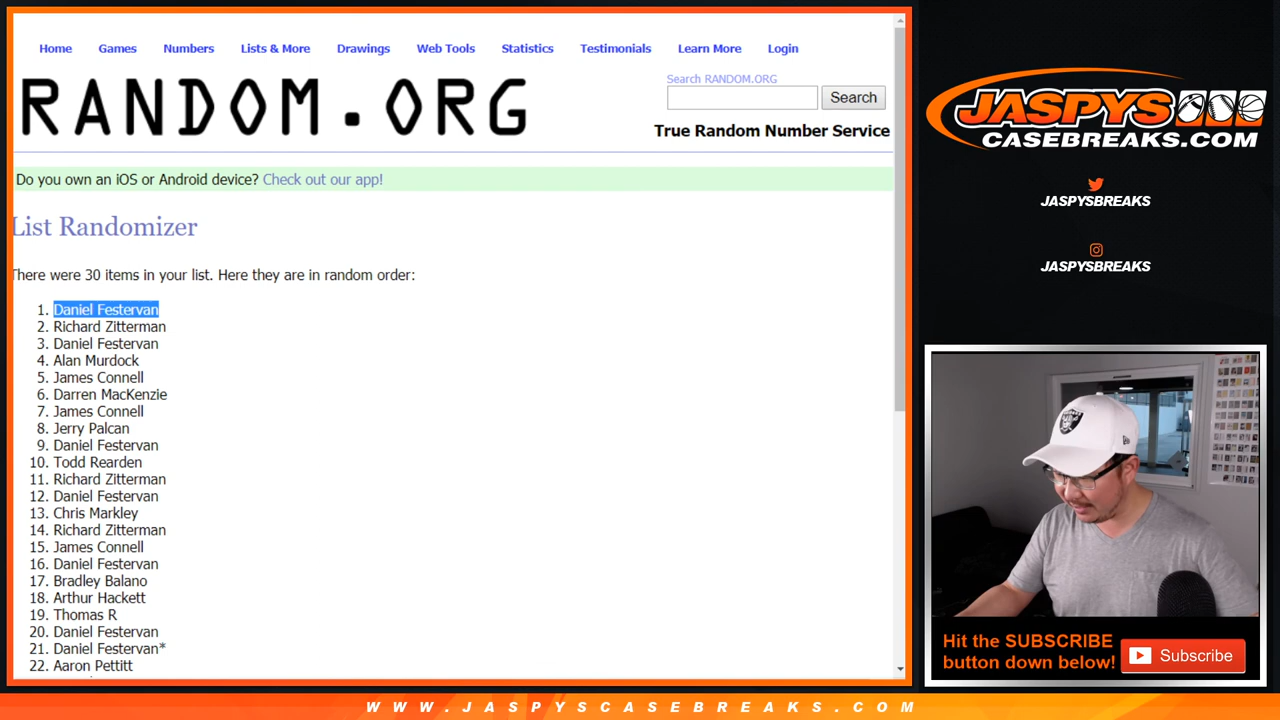 Home Games Numbers Lists & More Drawings Web Tools Statistics Testimonials Learn More Login
RANDOM.ORG
Search RANDOM.ORG
Search
True Random Number Service
Do you own an iOS or Android device? Check out our app!
List Randomizer
There were 30 items in your list. Here they are in random order:
1. Daniel Festervan
2. Richard Zitterman
3. Daniel Festervan
4. Alan Murdock
5. James Connell
6. Darren MacKenzie
7. James Connell
8. Jerry Palcan
9. Daniel Festervan
10. Todd Rearden
11. Richard Zitterman
12. Daniel Festervan
13. Chris Markley
14. Richard Zitterman
15. James Connell
16. Daniel Festervan
17. Bradley Balano
18. Arthur Hackett
19. Thomas R
20. Daniel Festervan
21. Daniel Festervan*
22. Aaron Pettitt
JASPYS
CASEBREAKS.COM
JASPYSBREAKS
JASPYSBREAKS
Hit the SUBSCRIBE
button down below!
Subscribe
WWW.JASPYSCASEBREAKS.COM